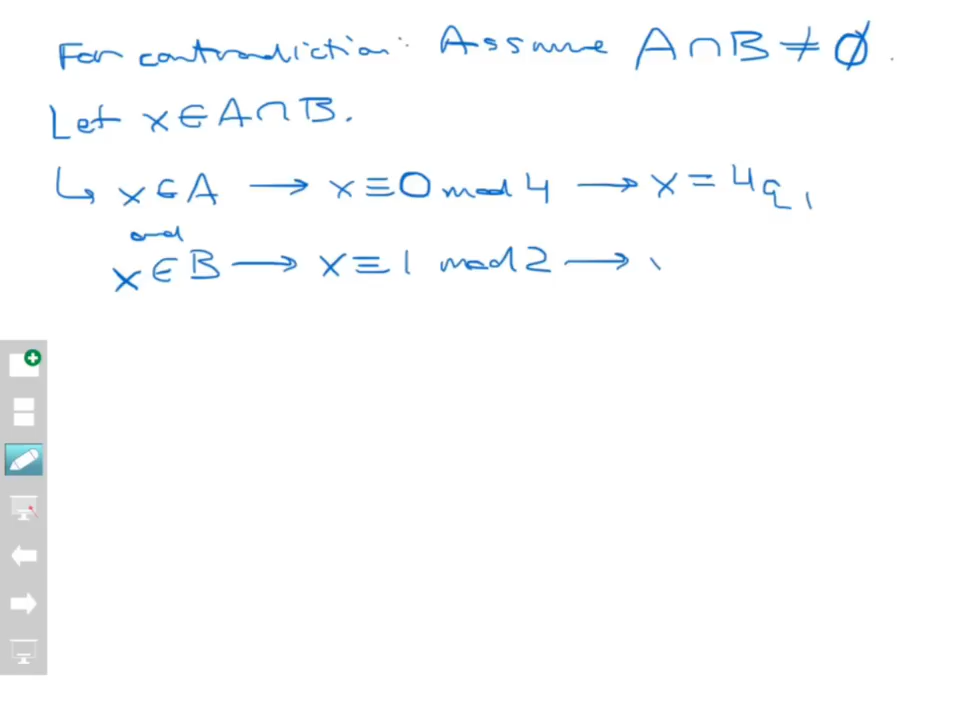 For contradiction: Assume A∩B ≠ ∅.
Let x∈A∩B.
↳ x∈A → x≡0 mod 4 → x=4q₁
and
x∈B → x≡1 mod 2 →